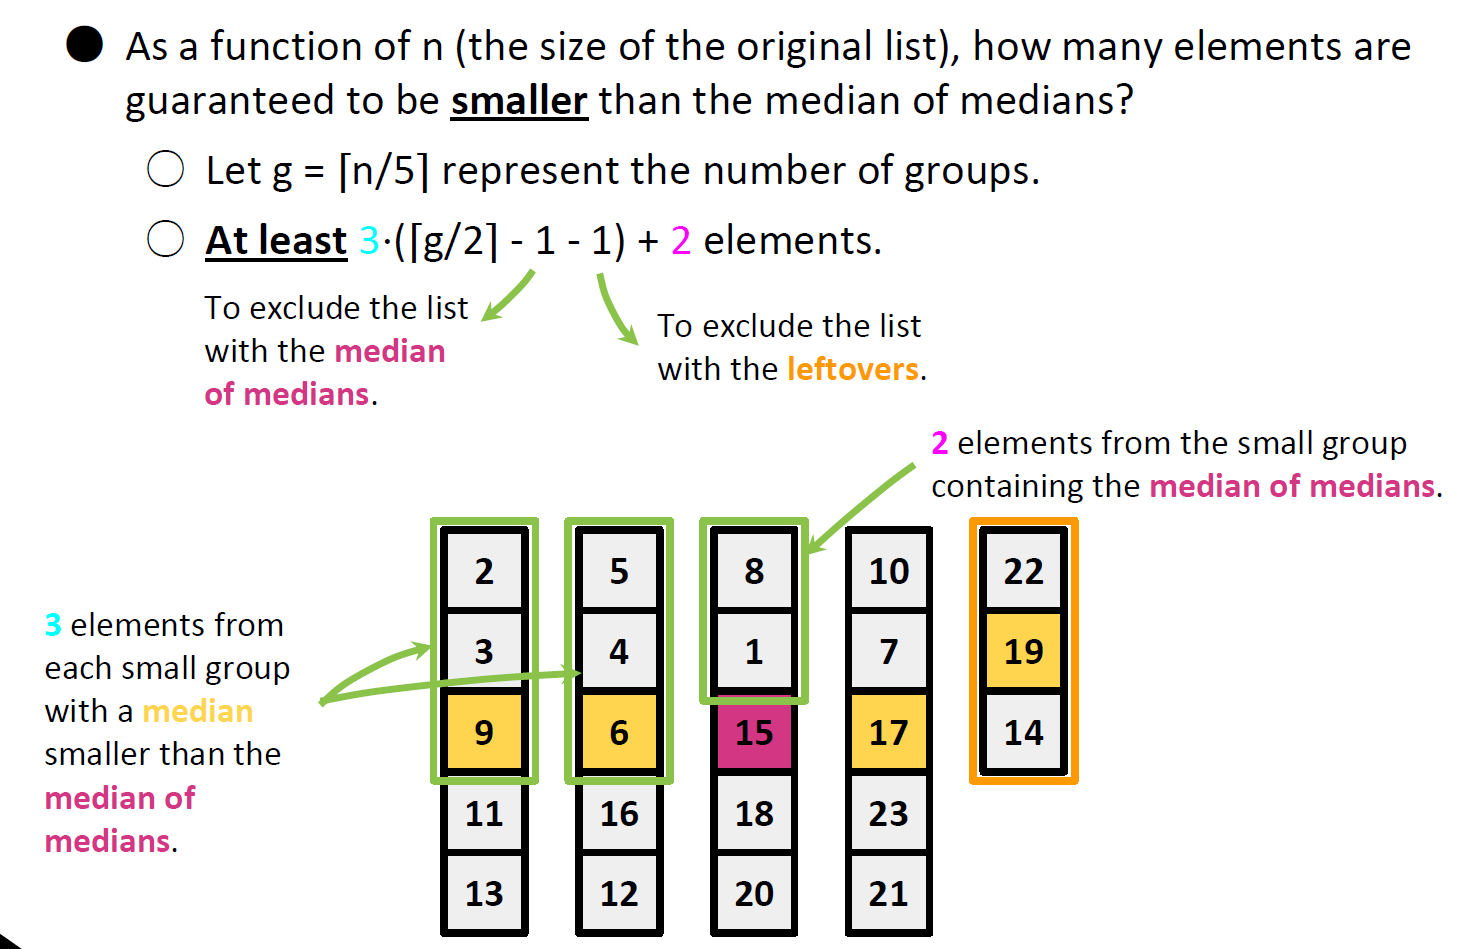 As a function of n (the size of the original list), how many elements are
guaranteed to be smaller than the median of medians?
Let g = ⌈n/5⌉ represent the number of groups.
At least 3·(⌈g/2⌉ - 1 - 1) + 2 elements.
To exclude the list
with the median
of medians.
To exclude the list
with the leftovers.
2 elements from the small group
containing the median of medians.
3 elements from
each small group
with a median
smaller than the
median of
medians.
2 5 8 10 22
3 4 1 7 19
9 6 15 17 14
11 16 18 23
13 12 20 21